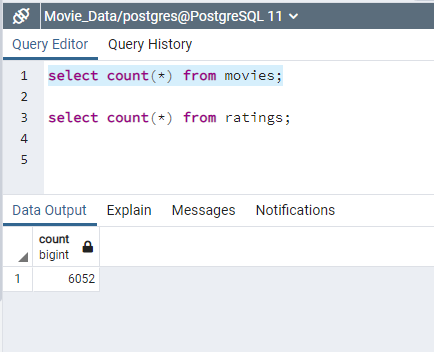 Movie_Data/postgres@PostgreSQL 11
Query Editor Query History
1 select count(*) from movies;
2
3 select count(*) from ratings;
4
5
Data Output Explain Messages Notifications
count
bigint
1 6052